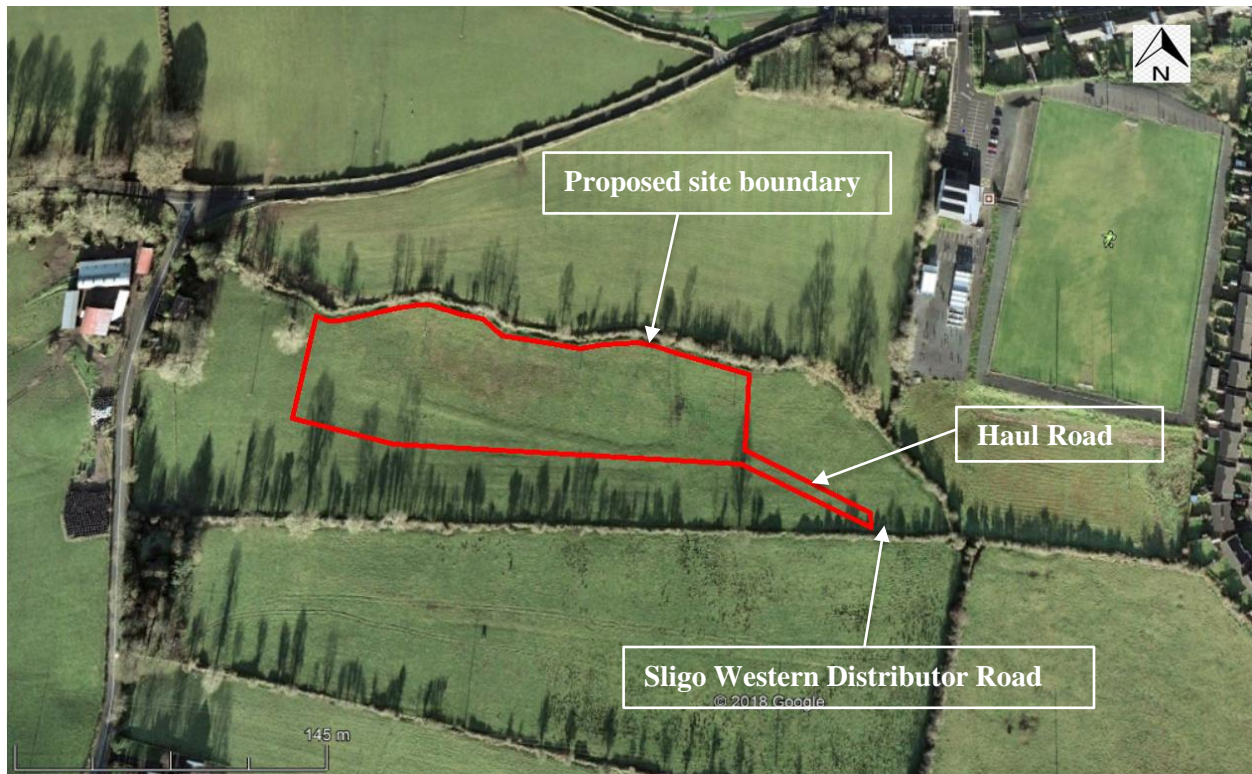 N
Proposed site boundary
Haul Road
Sligo Western Distributor Road
© 2018 Google
145 m